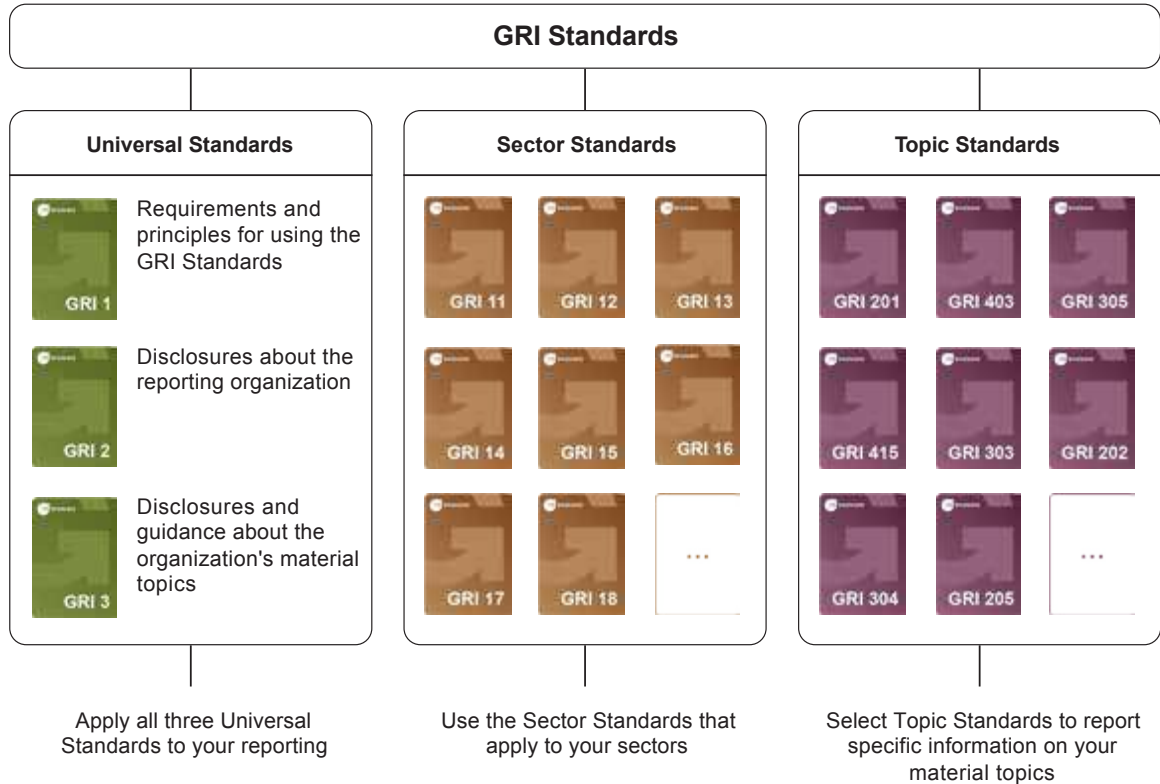 GRI Standards
Universal Standards
Requirements and
principles for using the
GRI Standards
GRI 1
Disclosures about the
reporting organization
GRI 2
Disclosures and
guidance about the
organization's material
topics
GRI 3
Apply all three Universal
Standards to your reporting
Sector Standards
GRI 11
GRI 12
GRI 13
GRI 14
GRI 15
GRI 16
GRI 17
GRI 18
...
Use the Sector Standards that
apply to your sectors
Topic Standards
GRI 201
GRI 403
GRI 305
GRI 415
GRI 303
GRI 202
GRI 304
GRI 205
...
Select Topic Standards to report
specific information on your
material topics